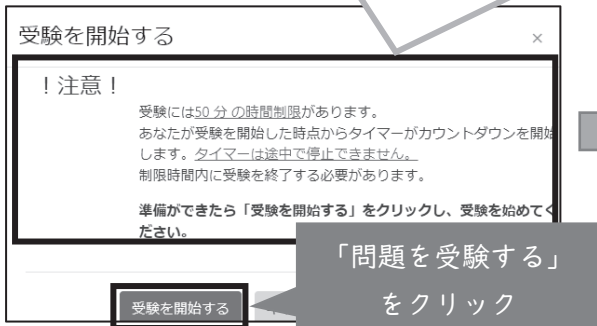 受験を開始する
×
！注意！
受験には50 分 の時間制限があります。
あなたが受験を開始した時点からタイマーがカウントダウンを開始
します。タイマーは途中で停止できません。
制限時間内に受験を終了する必要があります。
準備ができたら「受験を開始する」をクリックし、受験を始めてく
ださい。
受験を開始する
「問題を受験する」
をクリック